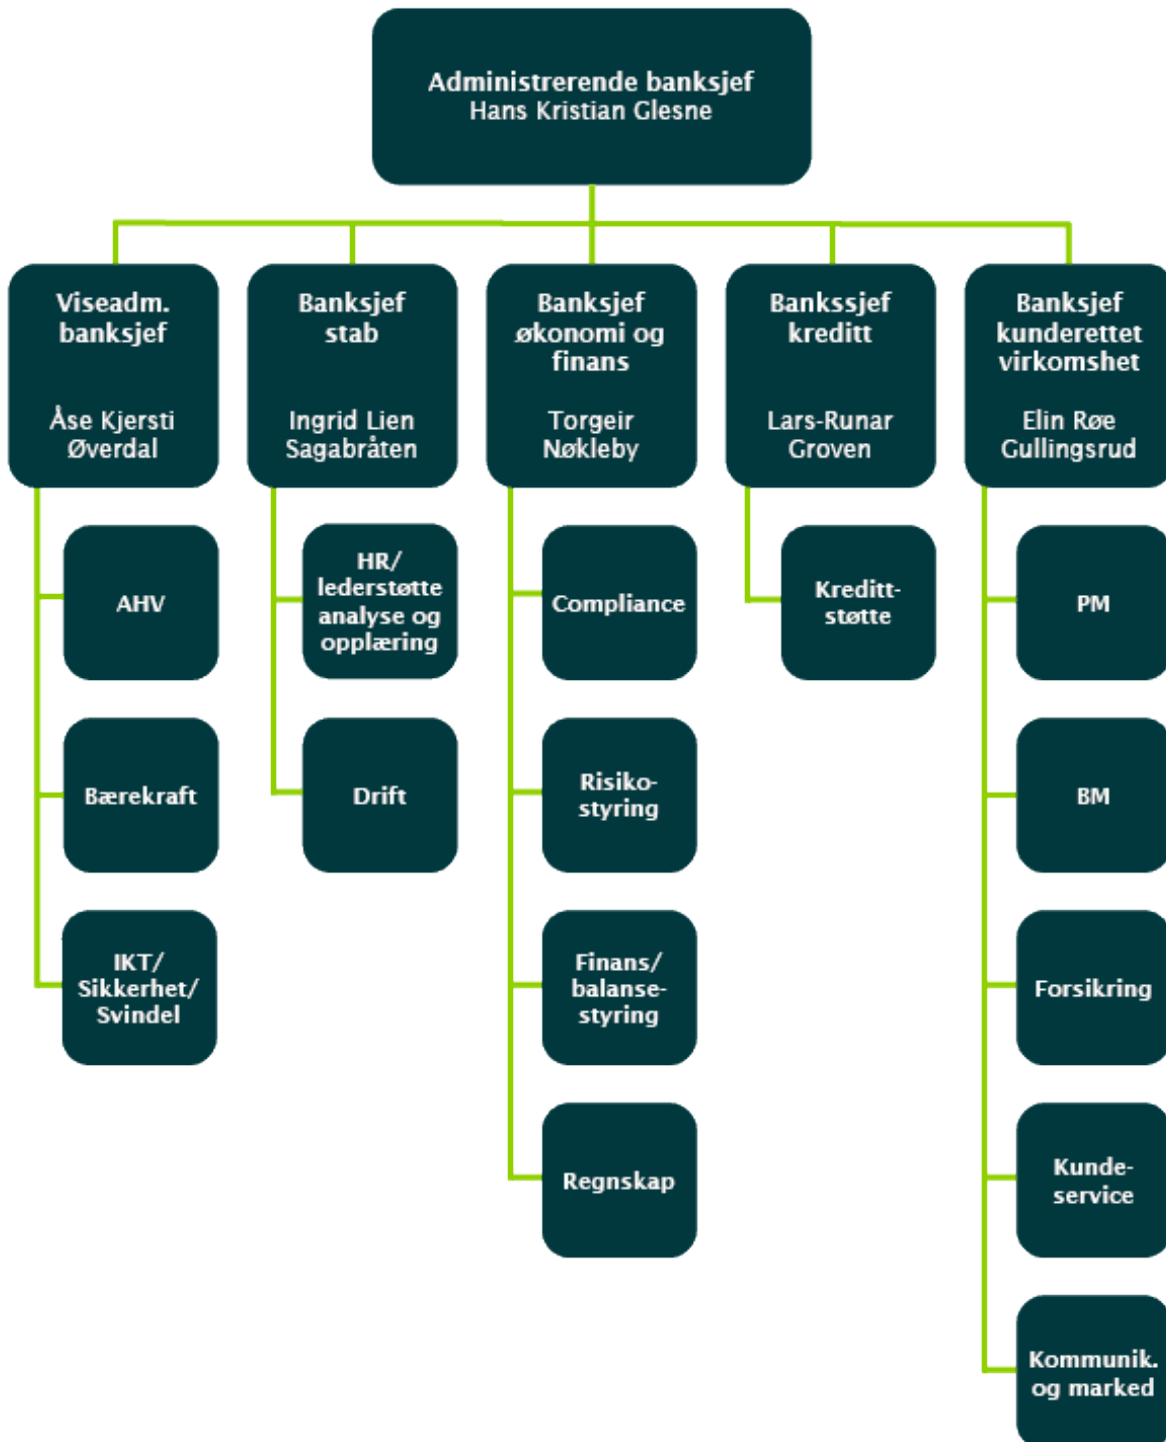 Administrerende banksjef
Hans Kristian Glesne
Viseadm.
banksjef
Åse Kjersti
Øverdal
Banksjef
stab
Ingrid Lien
Sagabråten
Banksjef
økonomi og
finans
Torgeir
Nøkleby
Bankssjef
kreditt
Lars-Runar
Groven
Banksjef
kunderettet
virkomshet
Elin Røe
Gullingsrud
AHV
Bærekraft
IKT/
Sikkerhet/
Svindel
HR/
lederstøtte
analyse og
opplæring
Drift
Compliance
Risiko-
styring
Finans/
balanse-
styring
Regnskap
Kreditt-
støtte
PM
BM
Forsikring
Kunde-
service
Kommunik.
og marked